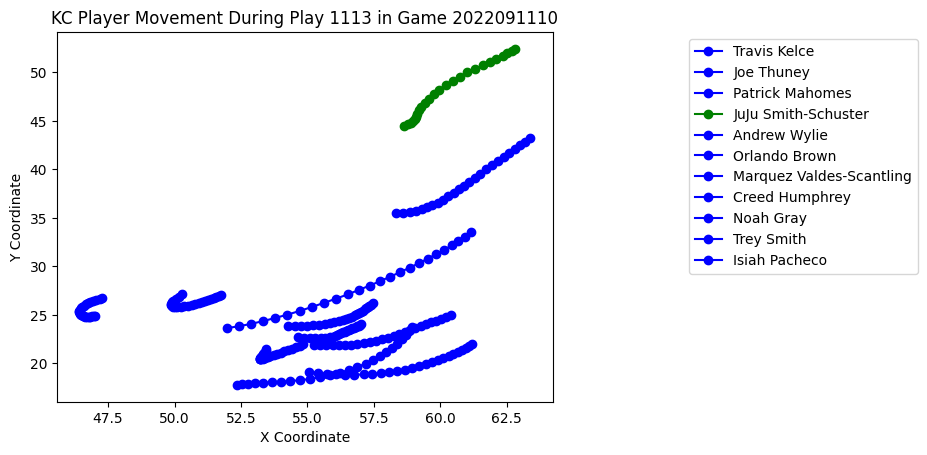 KC Player Movement During Play 1113 in Game 2022091110
50
45
40
35
30
25
20
Y Coordinate
47.5 50.0 52.5 55.0 57.5 60.0 62.5
X Coordinate
Travis Kelce
Joe Thuney
Patrick Mahomes
JuJu Smith-Schuster
Andrew Wylie
Orlando Brown
Marquez Valdes-Scantling
Creed Humphrey
Noah Gray
Trey Smith
Isiah Pacheco